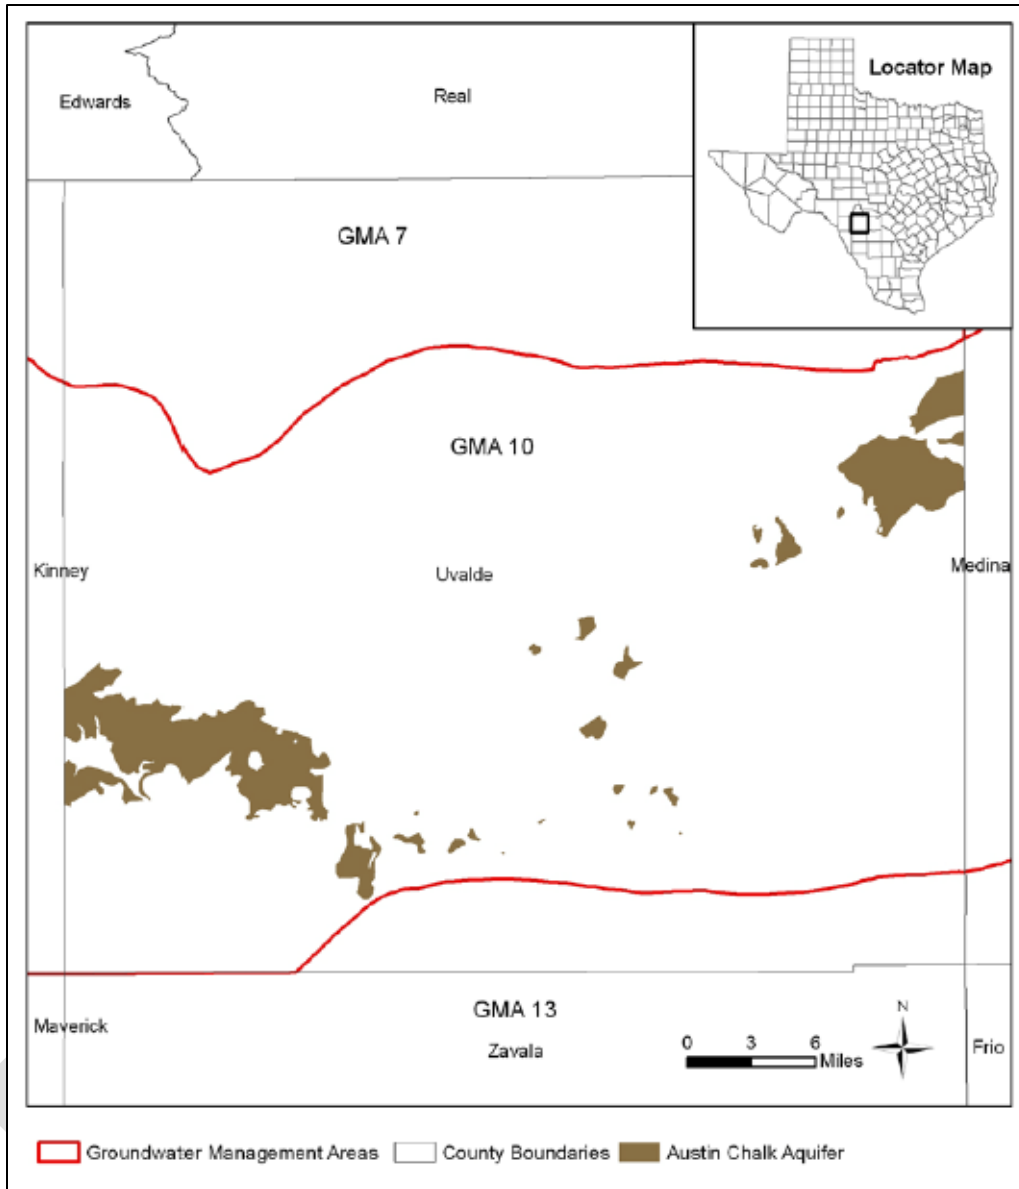 Locator Map
Edwards
Real
GMA 7
GMA 10
Kinney
Uvalde
Medina
GMA 13
Maverick
Zavala
0 3 6
Miles
N
Frio
Groundwater Management Areas County Boundaries Austin Chalk Aquifer